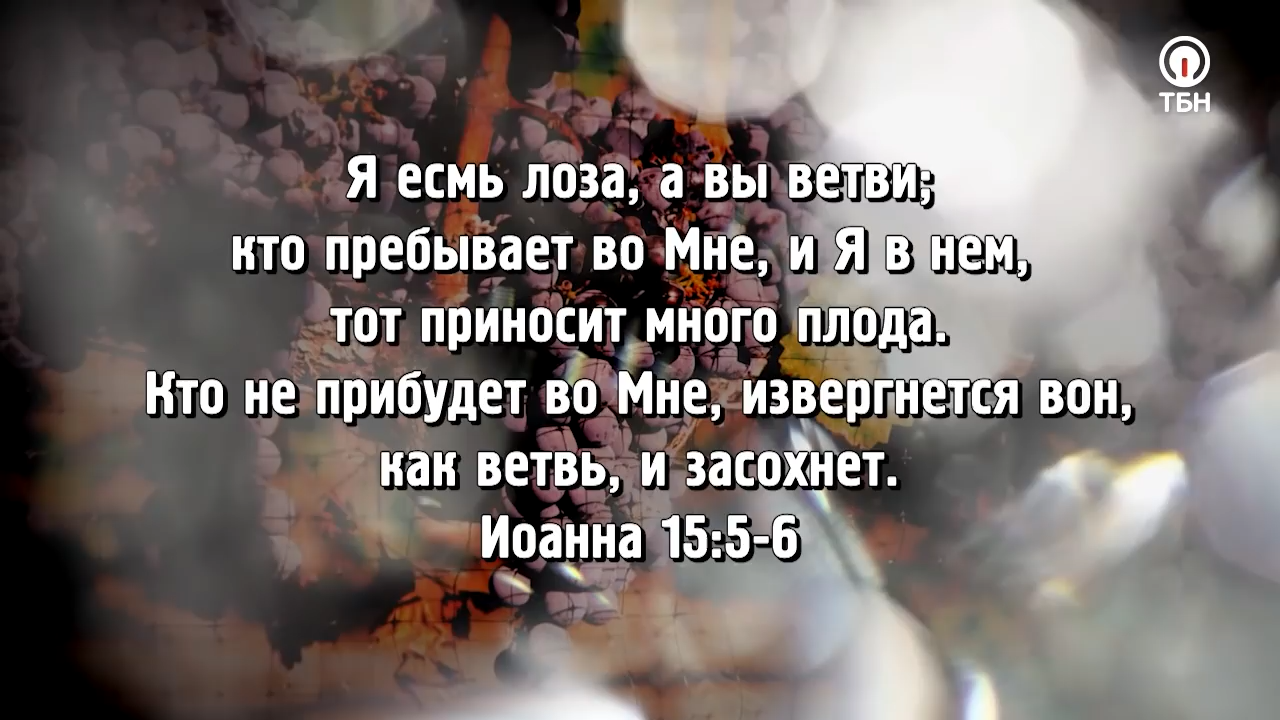 ТБН
Я есмь лоза, а вы ветви;
кто пребывает во Мне, и Я в нем,
тот приносит много плода.
Кто не прибудет во Мне, извергнется вон,
как ветвь, и засохнет.
Иоанна 15:5-6